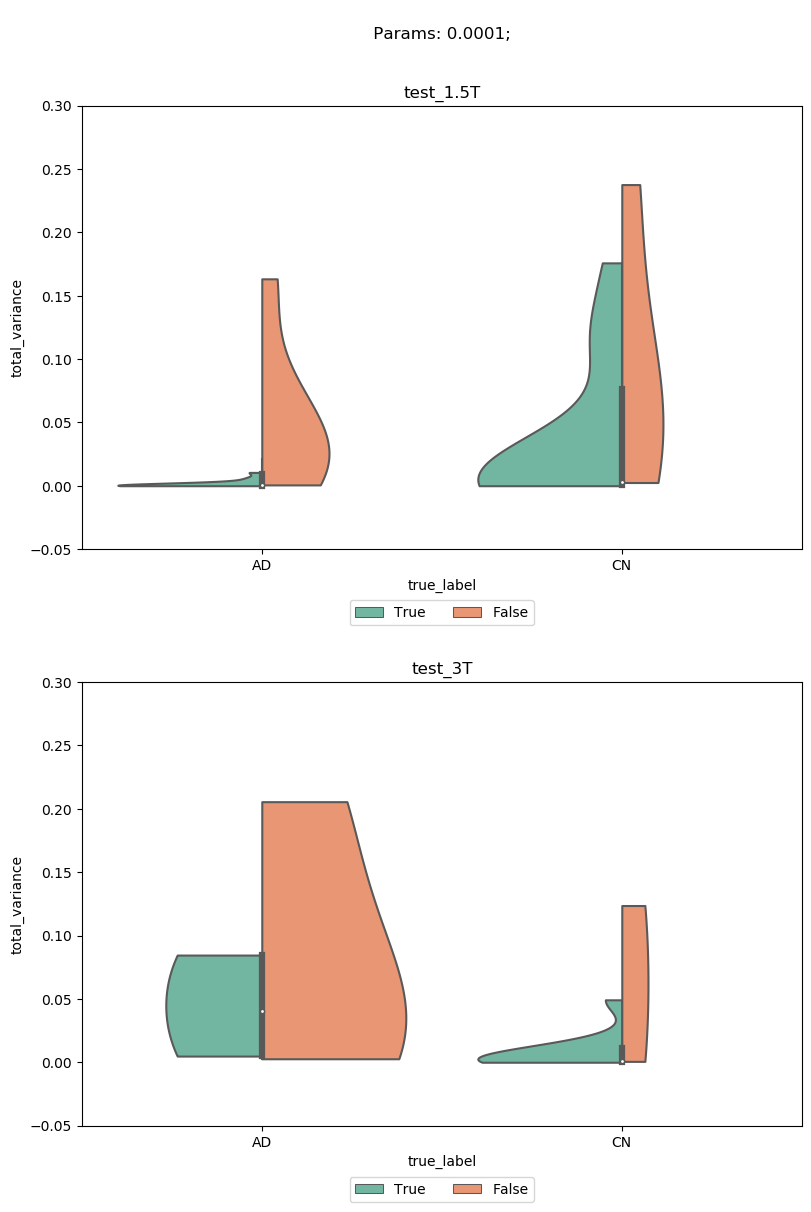 Params: 0.0001;
test_1.5T
0.30
0.25
0.20
0.15
0.10
0.05
0.00
−0.05
total_variance
AD CN
true_label
True False
test_3T
0.30
0.25
0.20
0.15
0.10
0.05
0.00
−0.05
total_variance
AD CN
true_label
True False